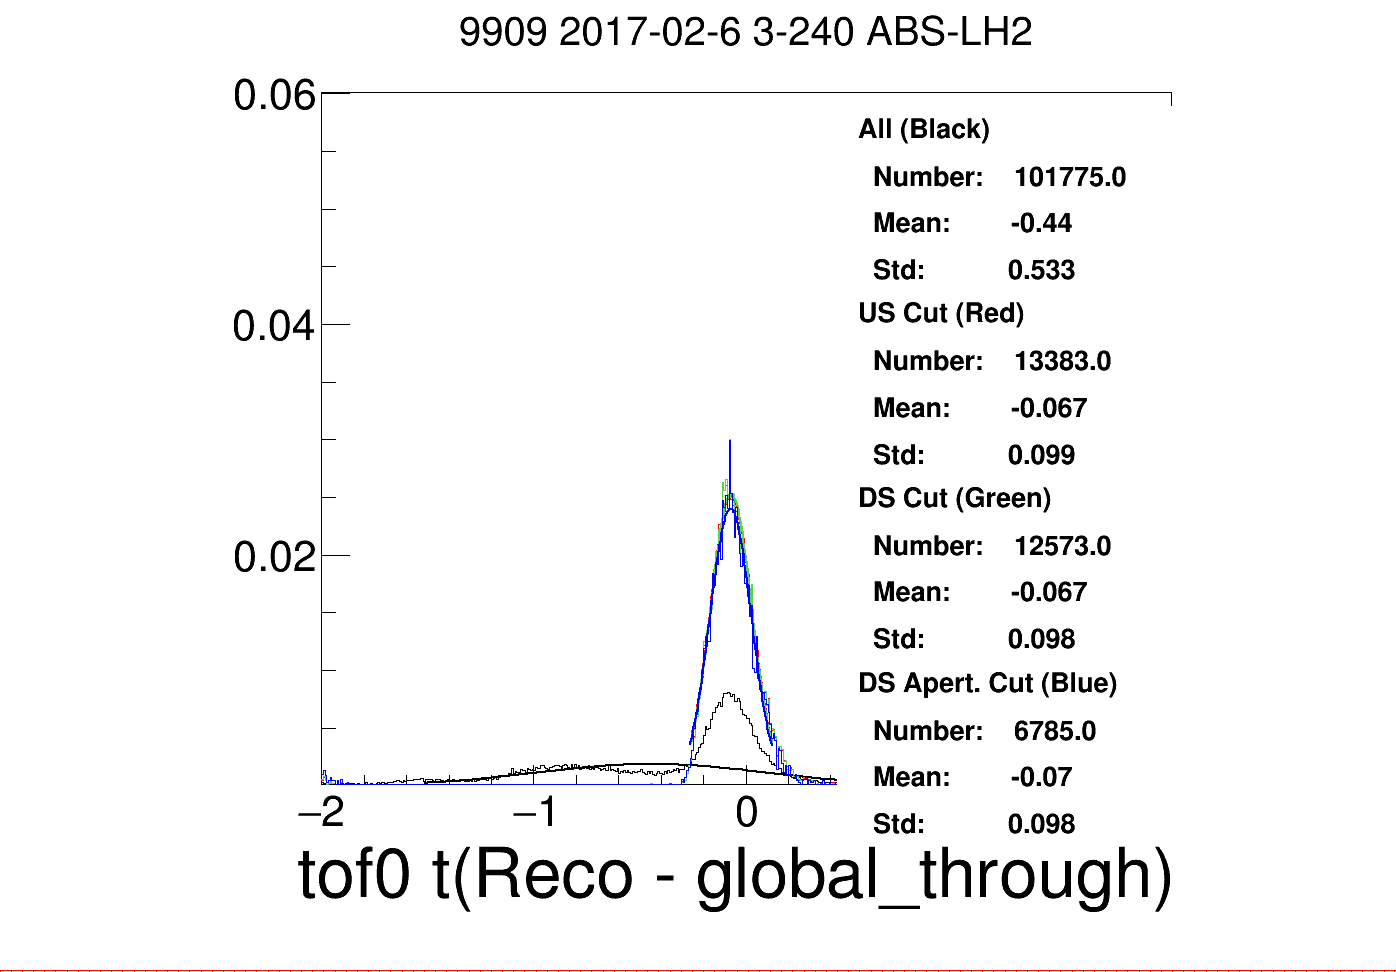 9909 2017-02-6 3-240 ABS-LH2
0.06
0.04
0.02
All (Black)
Number: 101775.0
Mean: -0.44
Std: 0.533
US Cut (Red)
Number: 13383.0
Mean: -0.067
Std: 0.099
DS Cut (Green)
Number: 12573.0
Mean: -0.067
Std: 0.098
DS Apert. Cut (Blue)
Number: 6785.0
Mean: -0.07
Std: 0.098
−2 −1 0
tof0 t(Reco - global_through)